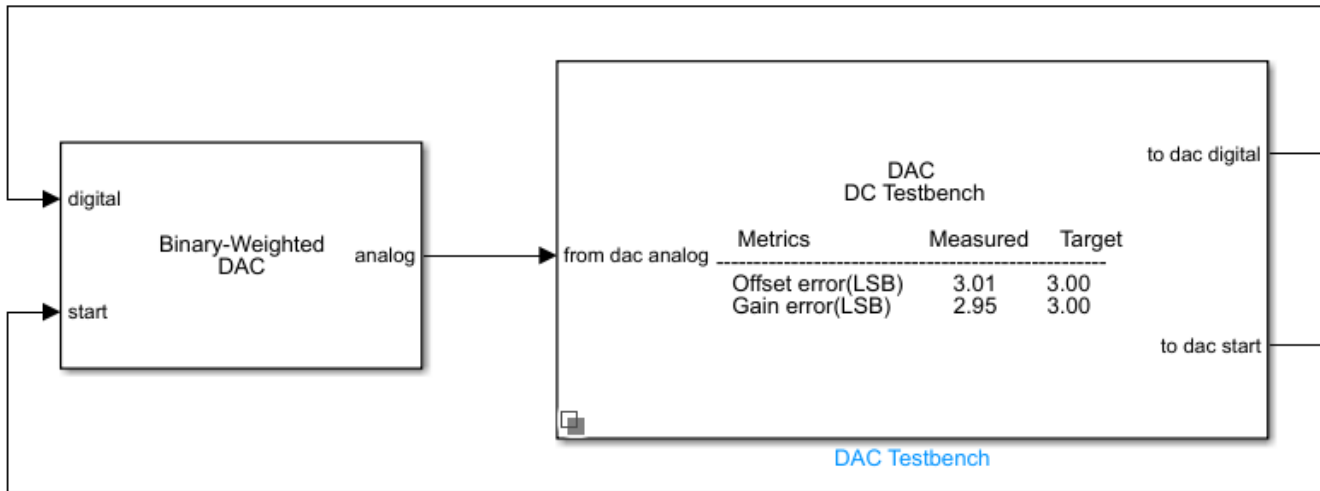 digital
Binary-Weighted
DAC
analog
start
DAC
DC Testbench
to dac digital
from dac analog
Metrics Measured Target
--------------------------------------------------
Offset error(LSB) 3.01 3.00
Gain error(LSB) 2.95 3.00
to dac start
DAC Testbench